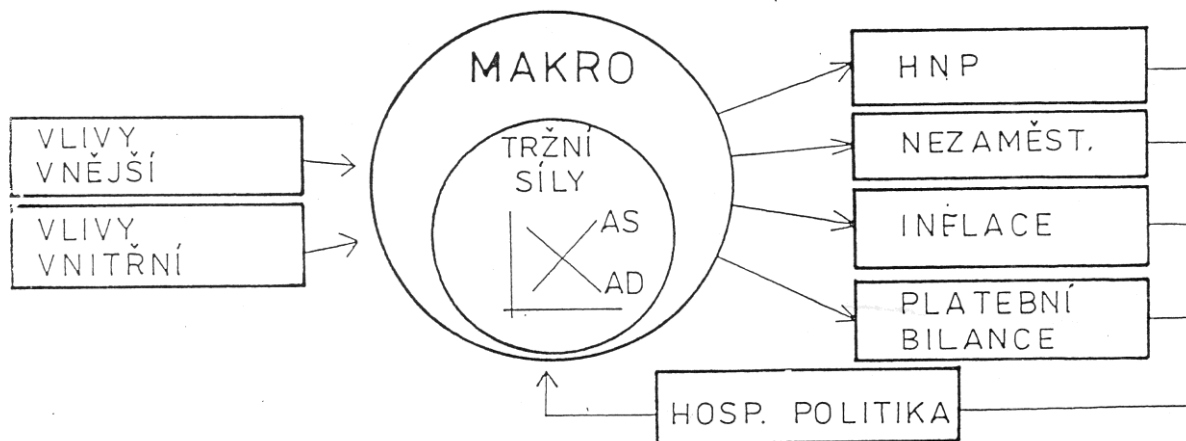 MAKRO
TRŽNÍ
SÍLY
AS
AD
VLIVY
VNĚJŠÍ
VLIVY
VNITŘNÍ
HNP
NEZAMĚST.
INFLACE
PLATEBNÍ
BILANCE
HOSP. POLITIKA